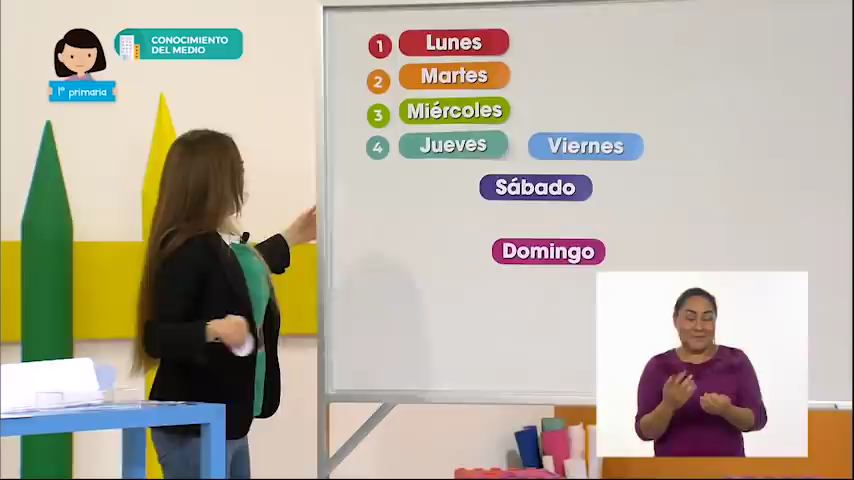 CONOCIMIENTO
DEL MEDIO
1° primaria
1 Lunes
2 Martes
3 Miércoles
4 Jueves Viernes
Sábado
Domingo